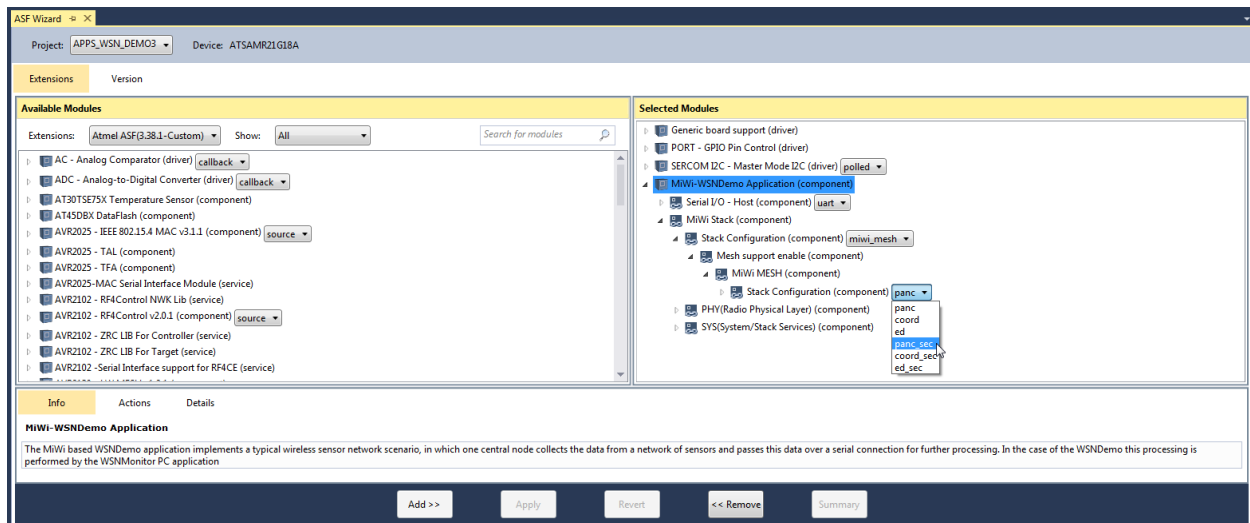 ASF Wizard
Project: APPS_WSN_DEMO3 Device: ATSAMR21G18A
Extensions Version
Available Modules
Extensions: Atmel ASF(3.38.1-Custom) Show: All Search for modules
AC - Analog Comparator (driver) callback
ADC - Analog-to-Digital Converter (driver) callback
AT30TSE75X Temperature Sensor (component)
AT45DBX DataFlash (component)
AVR2025 - IEEE 802.15.4 MAC v3.1.1 (component) source
AVR2025 - TAL (component)
AVR2025 - TFA (component)
AVR2025-MAC Serial Interface Module (service)
AVR2102 - RF4Control NWK Lib (service)
AVR2102 - RF4Control v2.0.1 (component) source
AVR2102 - ZRC LIB For Controller (service)
AVR2102 - ZRC LIB For Target (service)
AVR2102 -Serial Interface support for RF4CE (service)
Selected Modules
Generic board support (driver)
PORT - GPIO Pin Control (driver)
SERCOM I2C - Master Mode I2C (driver) polled
MiWi-WSNDemo Application (component)
Serial I/O - Host (component) uart
MiWi Stack (component)
Stack Configuration (component) miwi_mesh
Mesh support enable (component)
MiWi MESH (component)
Stack Configuration (component) panc
PHY(Radio Physical Layer) (component)
SYS(System/Stack Services) (component)
panc
coord
ed
panc_sec
coord_sec
ed_sec
Info Actions Details
MiWi-WSNDemo Application
The MiWi based WSNDemo application implements a typical wireless sensor network scenario, in which one central node collects the data from a network of sensors and passes this data over a serial connection for further processing. In the case of the WSNDemo this processing is
performed by the WSNMonitor PC application
Add >> Apply Revert << Remove Summary